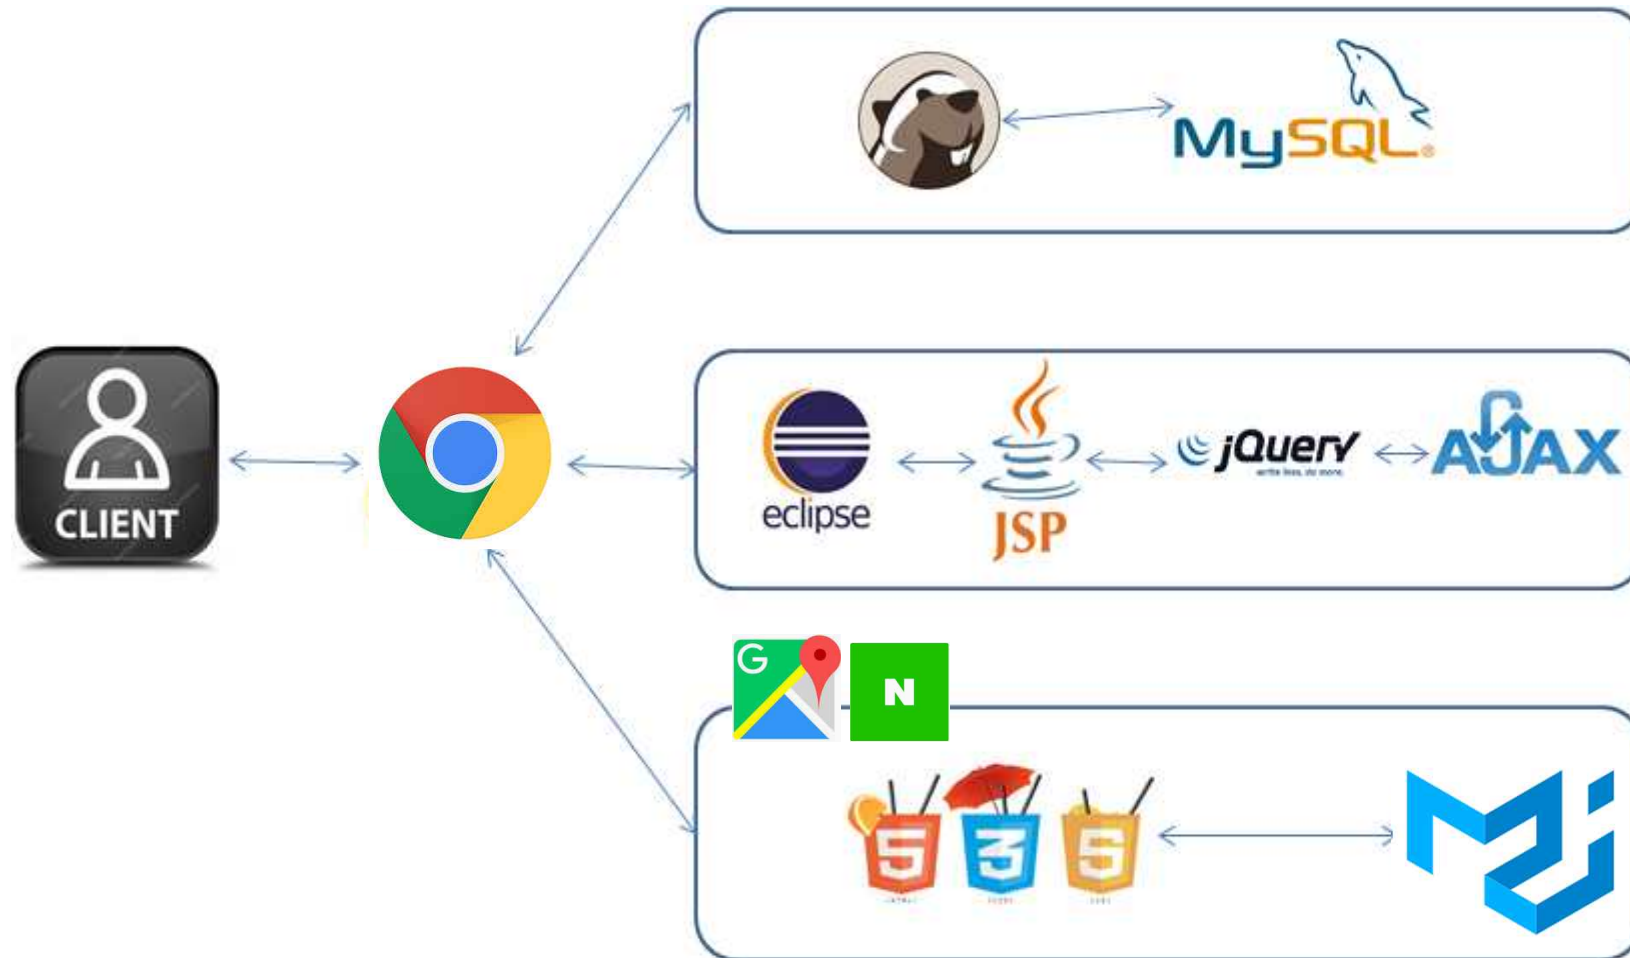 MySQL®
CLIENT
eclipse
JSP
jQuery
write less, do more.
AJAX
G
N
5
3
5